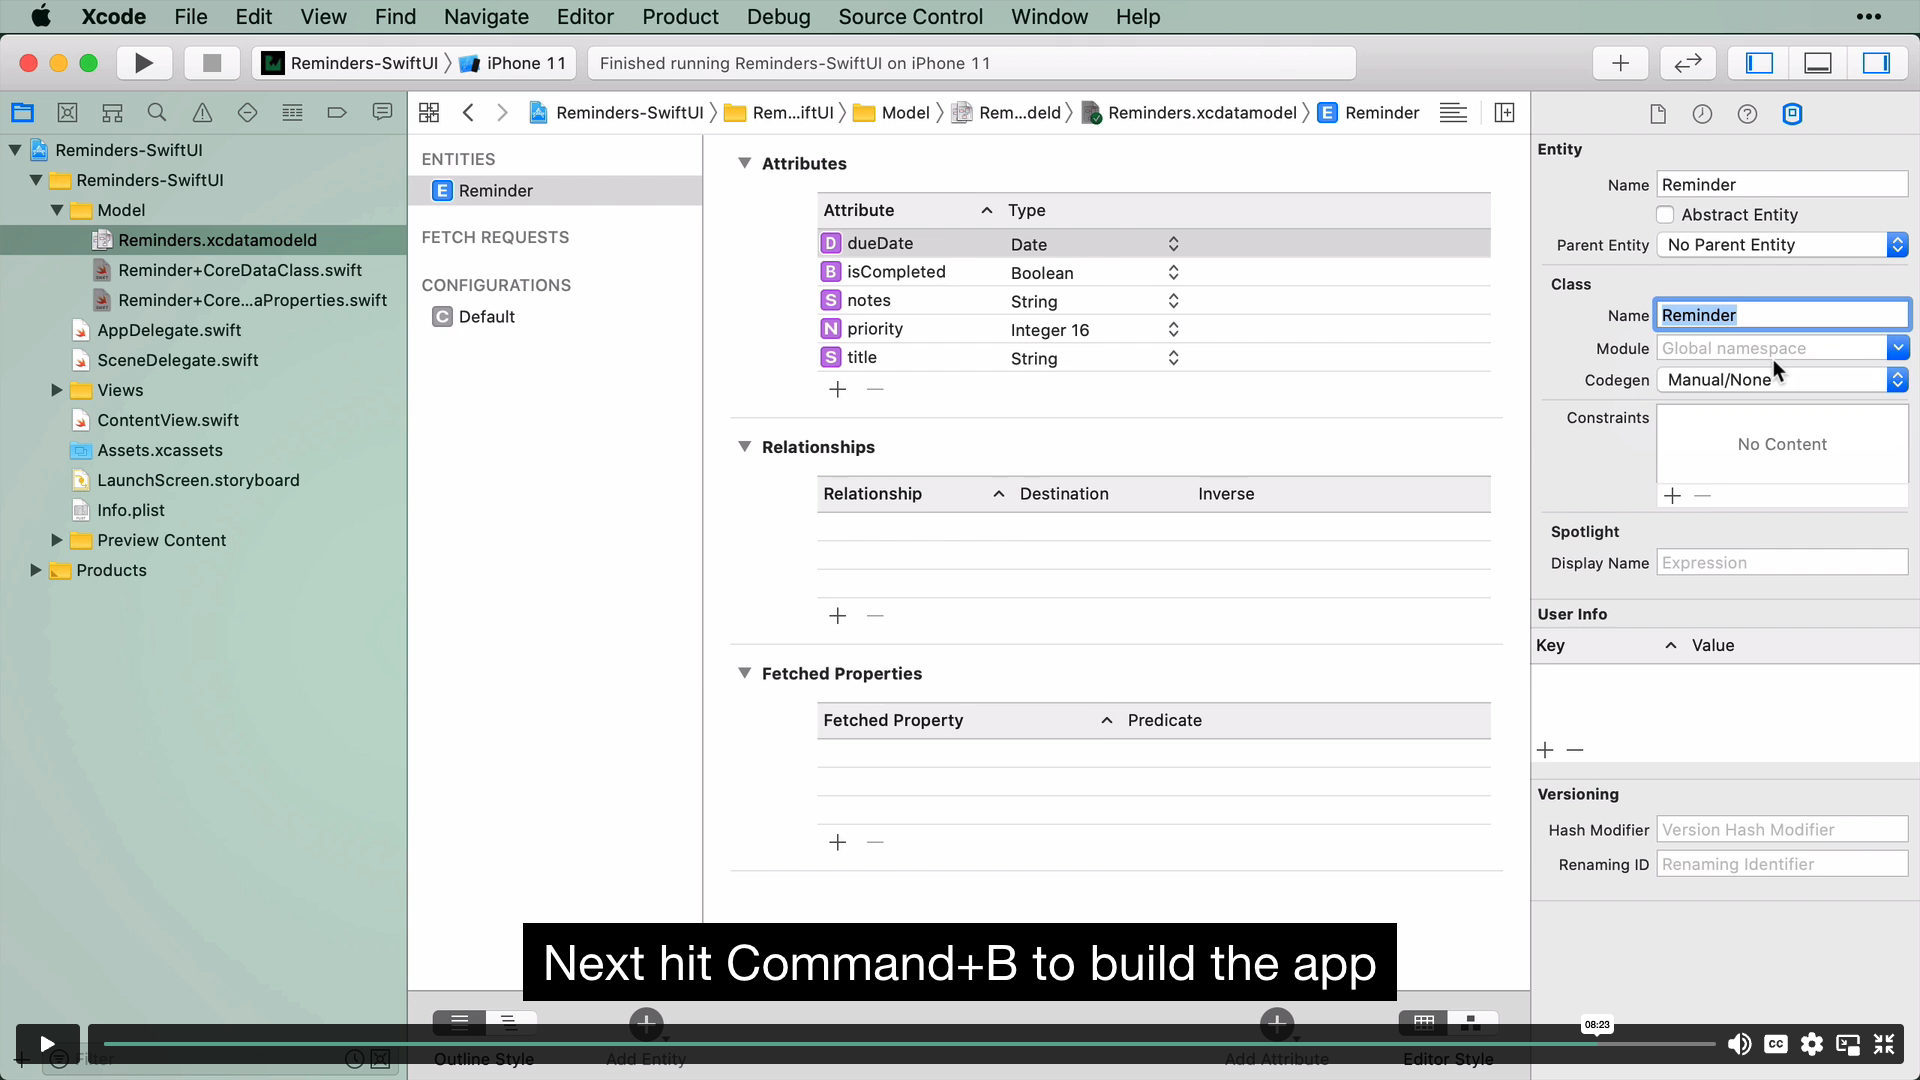 Xcode File Edit View Find Navigate Editor Product Debug Source Control Window Help
Reminders-SwiftUI iPhone 11 Finished running Reminders-SwiftUI on iPhone 11
Reminders-SwiftUI Rem...iftUI Model Rem...deld Reminders.xcdatamodel E Reminder
Reminders-SwiftUI
Reminders-SwiftUI
Model
Reminders.xcdatamodeld
Reminder+CoreDataClass.swift
Reminder+Core...aProperties.swift
AppDelegate.swift
SceneDelegate.swift
Views
ContentView.swift
Assets.xcassets
LaunchScreen.storyboard
Info.plist
Preview Content
Products
Filter
ENTITIES
E Reminder
FETCH REQUESTS
CONFIGURATIONS
C Default
Attributes
Attribute Type
D dueDate Date
B isCompleted Boolean
S notes String
N priority Integer 16
S title String
Relationships
Relationship Destination Inverse
Fetched Properties
Fetched Property Predicate
Entity
Name Reminder
Abstract Entity
Parent Entity No Parent Entity
Class
Name Reminder
Module Global namespace
Codegen Manual/None
Constraints
No Content
Spotlight
Display Name Expression
User Info
Key Value
Versioning
Hash Modifier Version Hash Modifier
Renaming ID Renaming Identifier
Next hit Command+B to build the app
08:23
CC
Outline Style Add Entity Add Attribute Editor Style